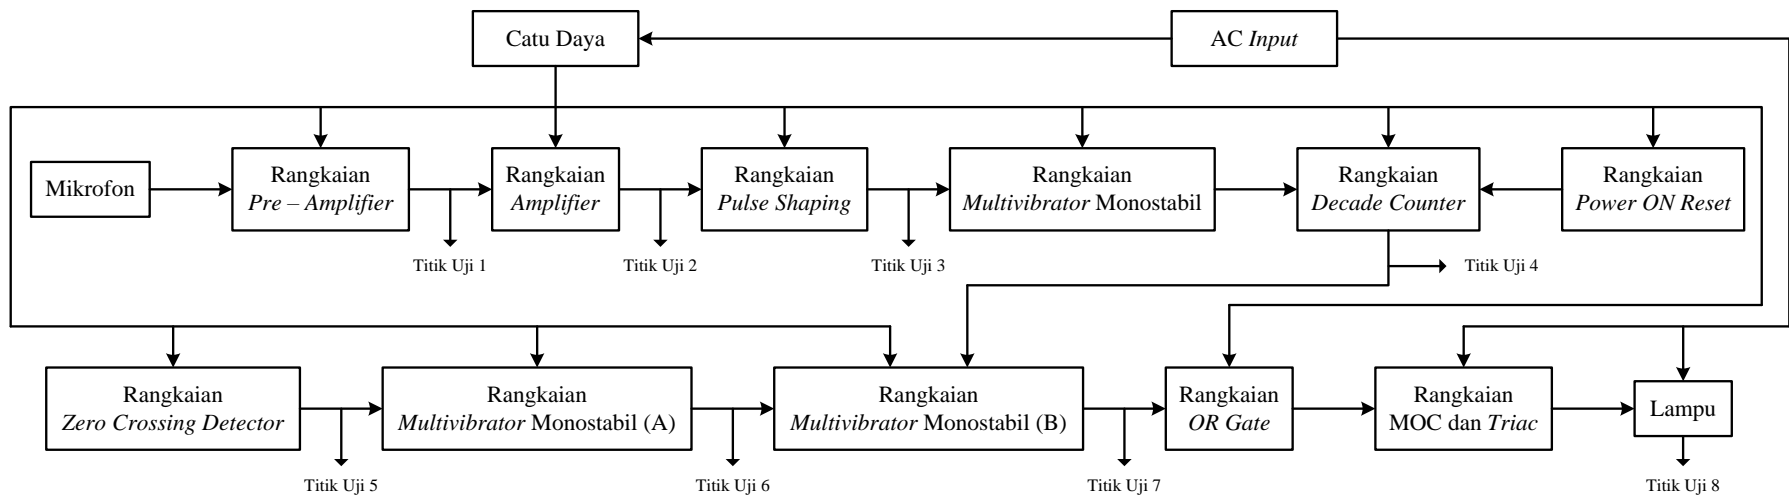 Catu Daya
AC Input
Mikrofon
Rangkaian
Pre – Amplifier
Rangkaian
Amplifier
Rangkaian
Pulse Shaping
Rangkaian
Multivibrator Monostabil
Rangkaian
Decade Counter
Rangkaian
Power ON Reset
Titik Uji 1
Titik Uji 2
Titik Uji 3
Titik Uji 4
Rangkaian
Zero Crossing Detector
Rangkaian
Multivibrator Monostabil (A)
Rangkaian
Multivibrator Monostabil (B)
Rangkaian
OR Gate
Rangkaian
MOC dan Triac
Lampu
Titik Uji 5
Titik Uji 6
Titik Uji 7
Titik Uji 8